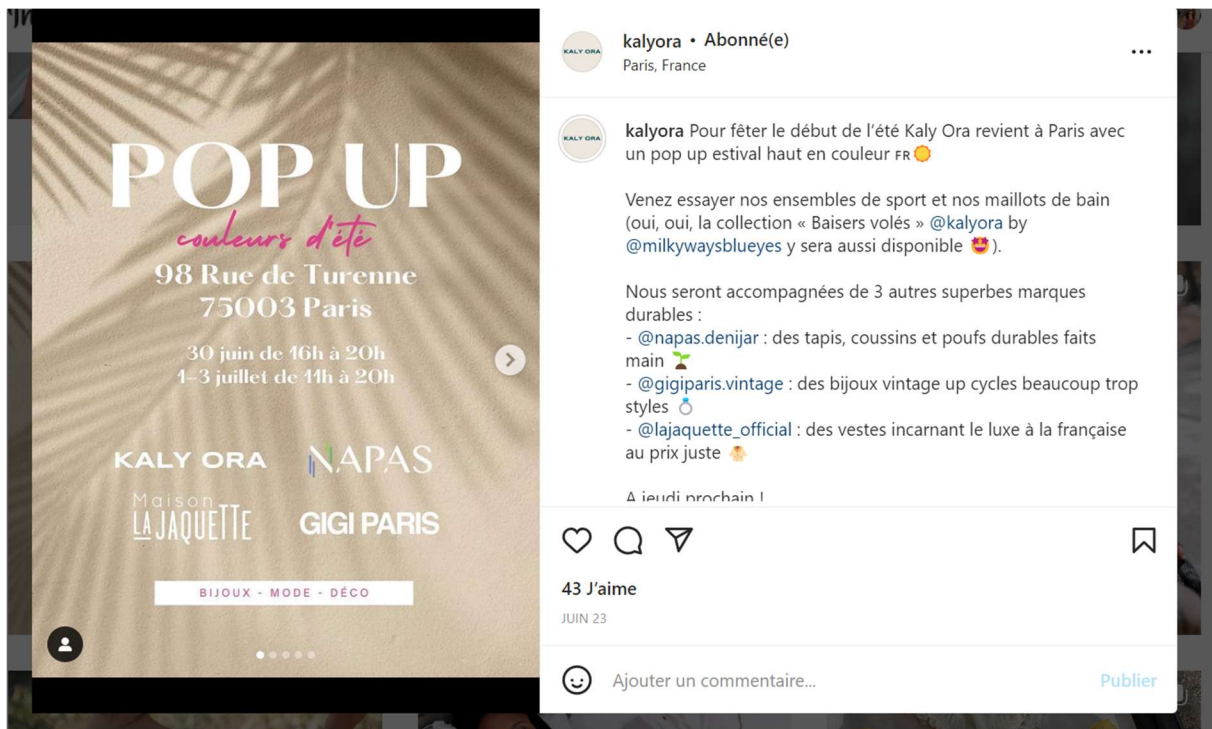 POP UP
couleurs d'été
98 Rue de Turenne
75003 Paris
30 juin de 16h à 20h
1-3 juillet de 11h à 20h
KALY ORA
NAPAS
Maison
LA JAQUETTE
GIGI PARIS
BIJOUX - MODE - DÉCO
KALY ORA
kalyora • Abonné(e)
Paris, France
KALY ORA
kalyora Pour fêter le début de l'été Kaly Ora revient à Paris avec
un pop up estival haut en couleur FR
Venez essayer nos ensembles de sport et nos maillots de bain
(oui, oui, la collection « Baisers volés » @kalyora by
@milkywaysblueyes y sera aussi disponible 🤩).
Nous seront accompagnées de 3 autres superbes marques
durables :
- @napas.denijar : des tapis, coussins et poufs durables faits
main 🌱
- @gigiparis.vintage : des bijoux vintage up cycles beaucoup trop
styles 💍
- @lajaquette_official : des vestes incarnant le luxe à la française
au prix juste 🧥
A jeudi prochain !
43 J'aime
JUIN 23
Ajouter un commentaire...
Publier